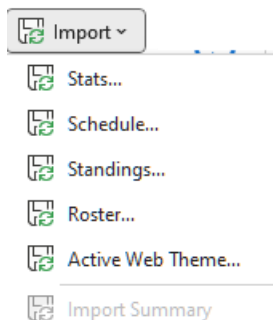 Import
Stats...
Schedule...
Standings...
Roster...
Active Web Theme...
Import Summary